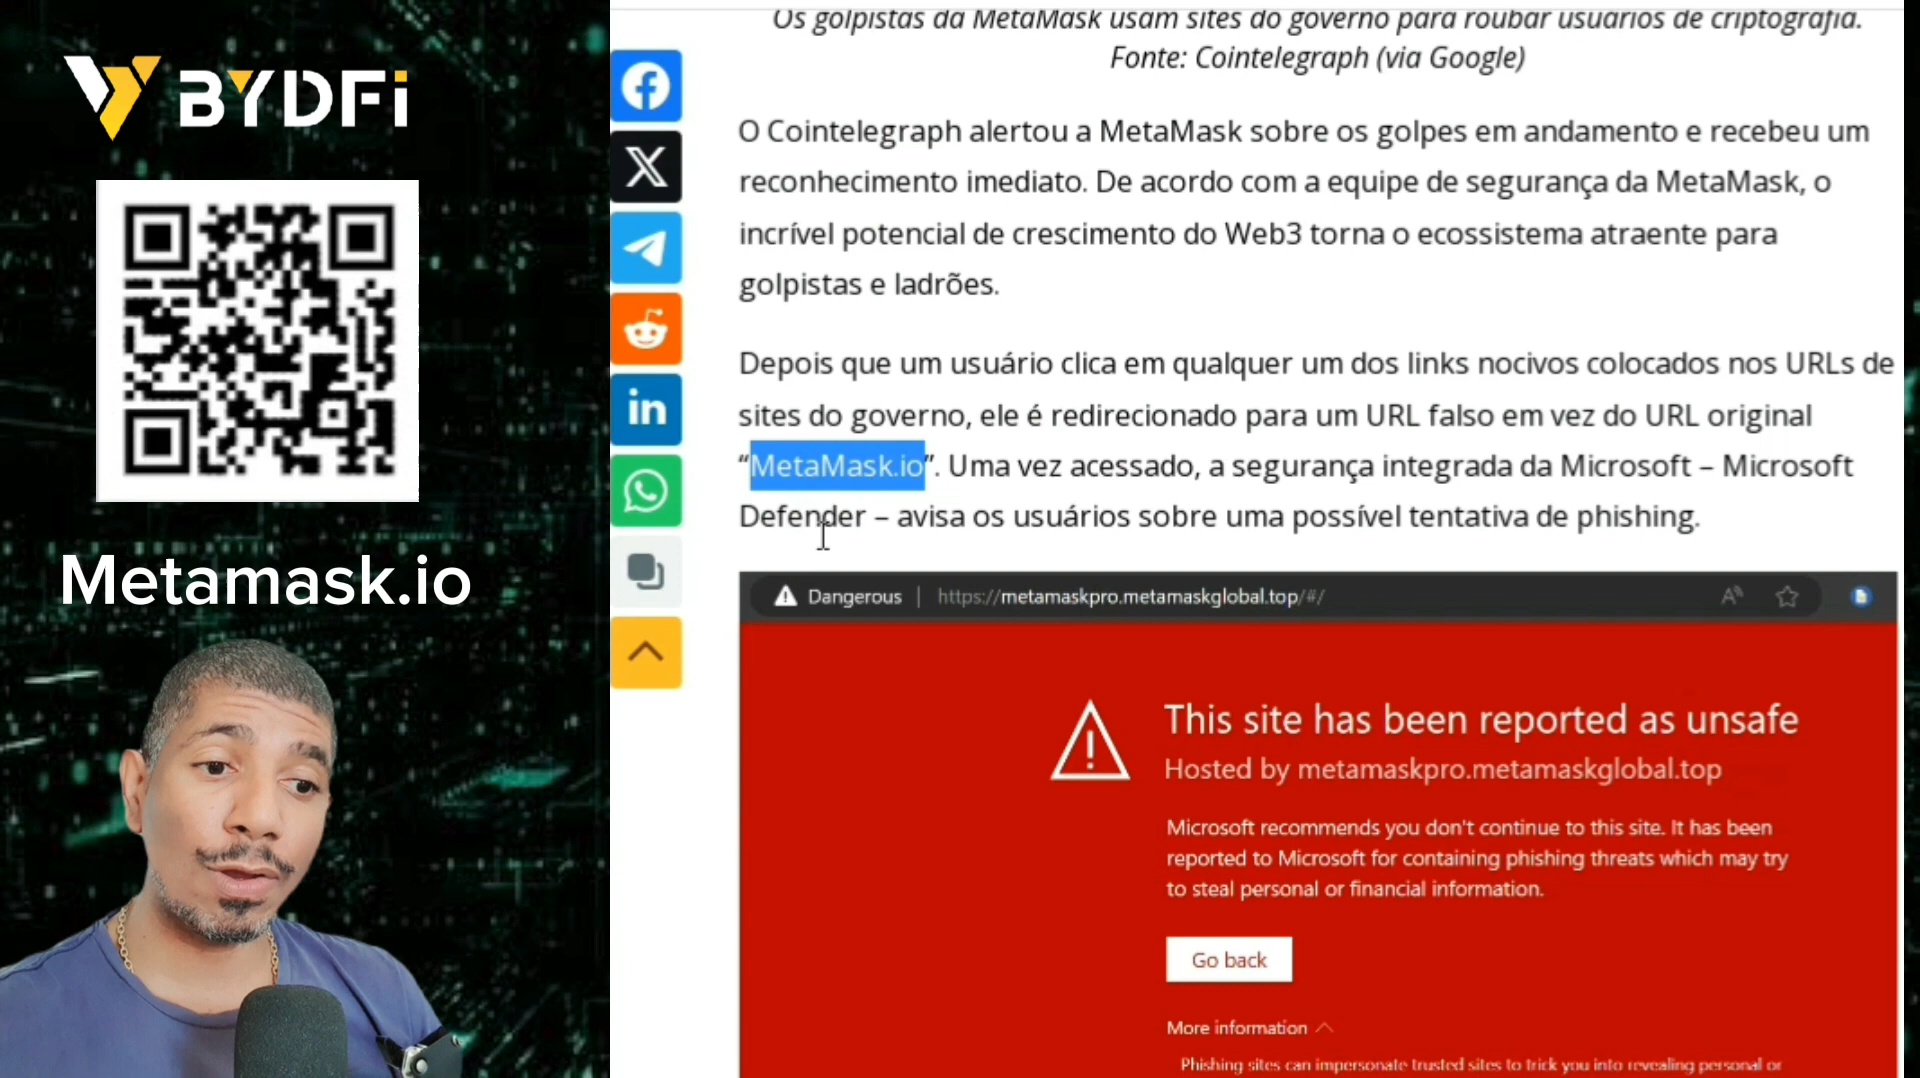 BYDFi
Metamask.io
Os golpistas da MetaMask usam sites do governo para roubar usuários de criptografia.
Fonte: Cointelegraph (via Google)
O Cointelegraph alertou a MetaMask sobre os golpes em andamento e recebeu um
reconhecimento imediato. De acordo com a equipe de segurança da MetaMask, o
incrível potencial de crescimento do Web3 torna o ecossistema atraente para
golpistas e ladrões.
Depois que um usuário clica em qualquer um dos links nocivos colocados nos URLs de
sites do governo, ele é redirecionado para um URL falso em vez do URL original
“MetaMask.io”. Uma vez acessado, a segurança integrada da Microsoft – Microsoft
Defender – avisa os usuários sobre uma possível tentativa de phishing.
Dangerous | https://metamaskpro.metamaskglobal.top/#/
This site has been reported as unsafe
Hosted by metamaskpro.metamaskglobal.top
Microsoft recommends you don't continue to this site. It has been
reported to Microsoft for containing phishing threats which may try
to steal personal or financial information.
Go back
More information
Phishing sites can impersonate trusted sites to trick you into revealing personal or